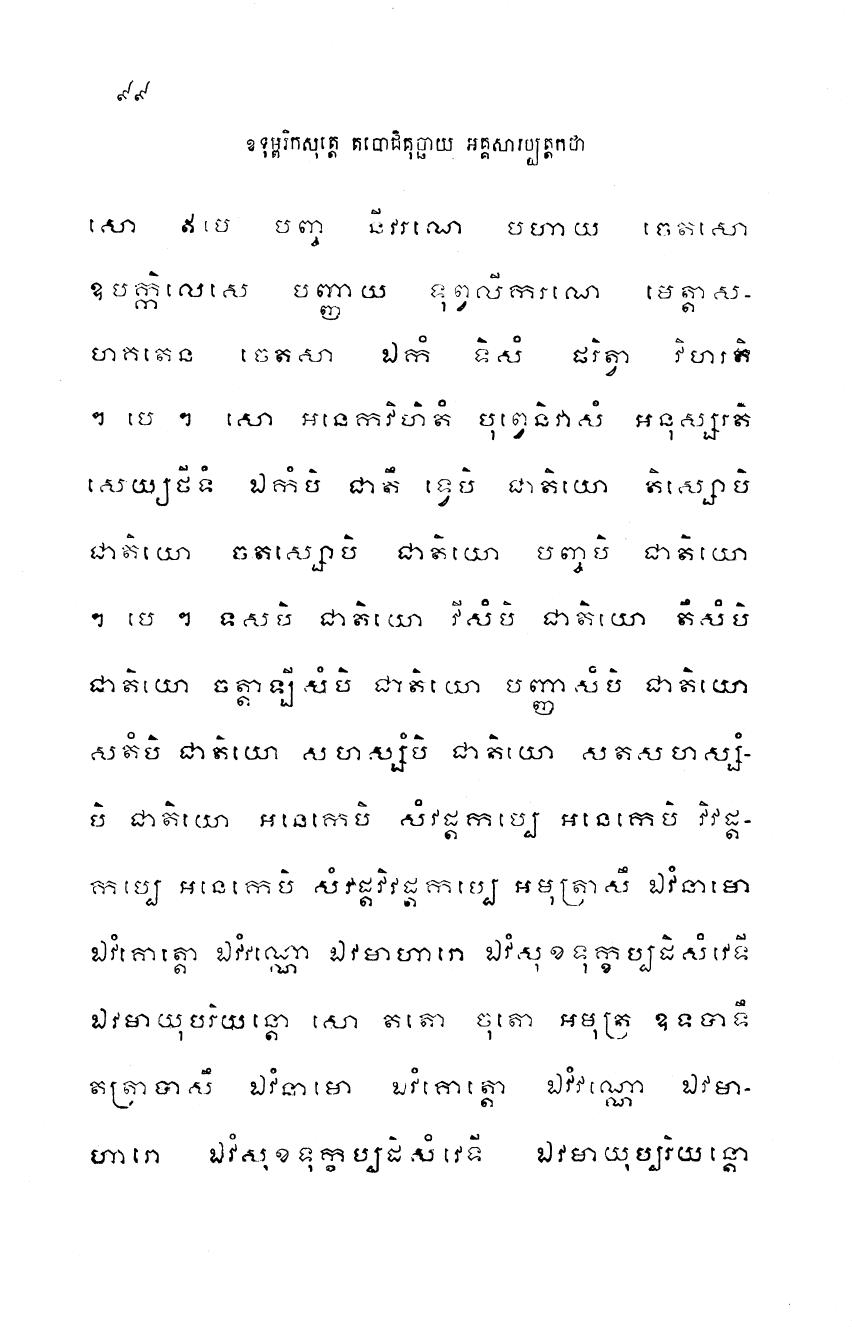 ៩៩
ឧទុម្ពរិកសុត្តេ តបោជិគុច្ឆាយ អគ្គសារប្បត្តកថា
សោ ឥមេ បញ្ច នីវរណេ បហាយ ចេតសោ
ឧបក្កិលេសេ បញ្ញាយ ទុព្វលីករណេ មេត្តាស-
ហគតេន ចេតសា ឯកំ ទិសំ ផរិត្វា វិហរតិ
ៗ បេ ៗ សោ អនេកវិហិតំ បុព្វេនិវាសំ អនុស្សរតិ
សេយ្យថីទំ ឯកំបិ ជាតឹ ទ្វេបិ ជាតិយោ តិស្សោបិ
ជាតិយោ ចតស្សោបិ ជាតិយោ បញ្ចបិ ជាតិយោ
ៗ បេ ៗ ទសបិ ជាតិយោ វីសំបិ ជាតិយោ តឹសំបិ
ជាតិយោ ចត្តាឡីសំបិ ជាតិយោ បញ្ញាសំបិ ជាតិយោ
សតំបិ ជាតិយោ សហស្សំបិ ជាតិយោ សតសហស្សំ-
បិ ជាតិយោ អនេកេបិ សំវដ្តកប្បេ អនេកេបិ វិវដ្ត-
កប្បេ អនេកេបិ សំវដ្តវិវដ្តកប្បេ អមុត្រាសឹ ឯវំនាមោ
ឯវំគោត្តោ ឯវំវណ្ណោ ឯវមាហារោ ឯវំសុខទុក្ខប្បដិសំវេទី
ឯវមាយុបរិយន្តោ សោ តតោ ចុតោ អមុត្រ ឧទបាទឹ
តត្រាបាសឹ ឯវំនាមោ ឯវំគោត្តោ ឯវំវណ្ណោ ឯវមា-
ហារោ ឯវំសុខទុក្ខប្បដិសំវេទី ឯវមាយុប្បរិយន្តោ